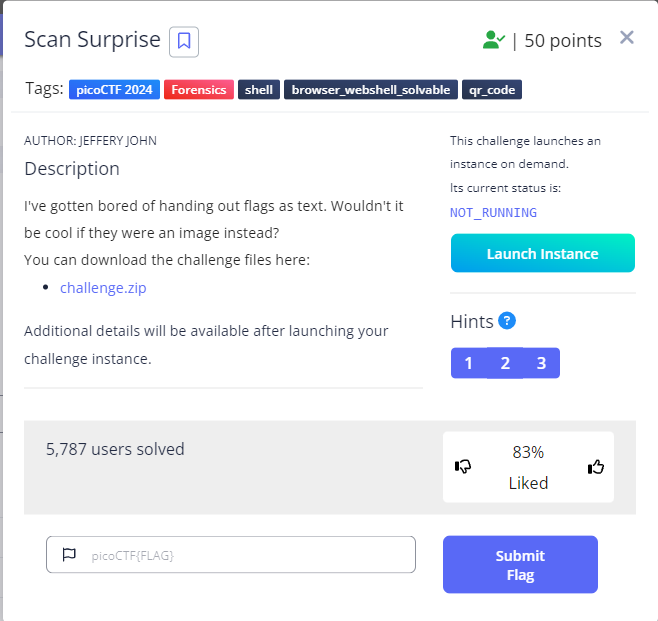 Scan Surprise
| 50 points
Tags: picoCTF 2024 Forensics shell browser_webshell_solvable qr_code
AUTHOR: JEFFERY JOHN
Description
I've gotten bored of handing out flags as text. Wouldn't it
be cool if they were an image instead?
You can download the challenge files here:
• challenge.zip
Additional details will be available after launching your
challenge instance.
This challenge launches an
instance on demand.
Its current status is:
NOT_RUNNING
Launch Instance
Hints ?
1 2 3
5,787 users solved
83%
Liked
picoCTF{FLAG}
Submit
Flag